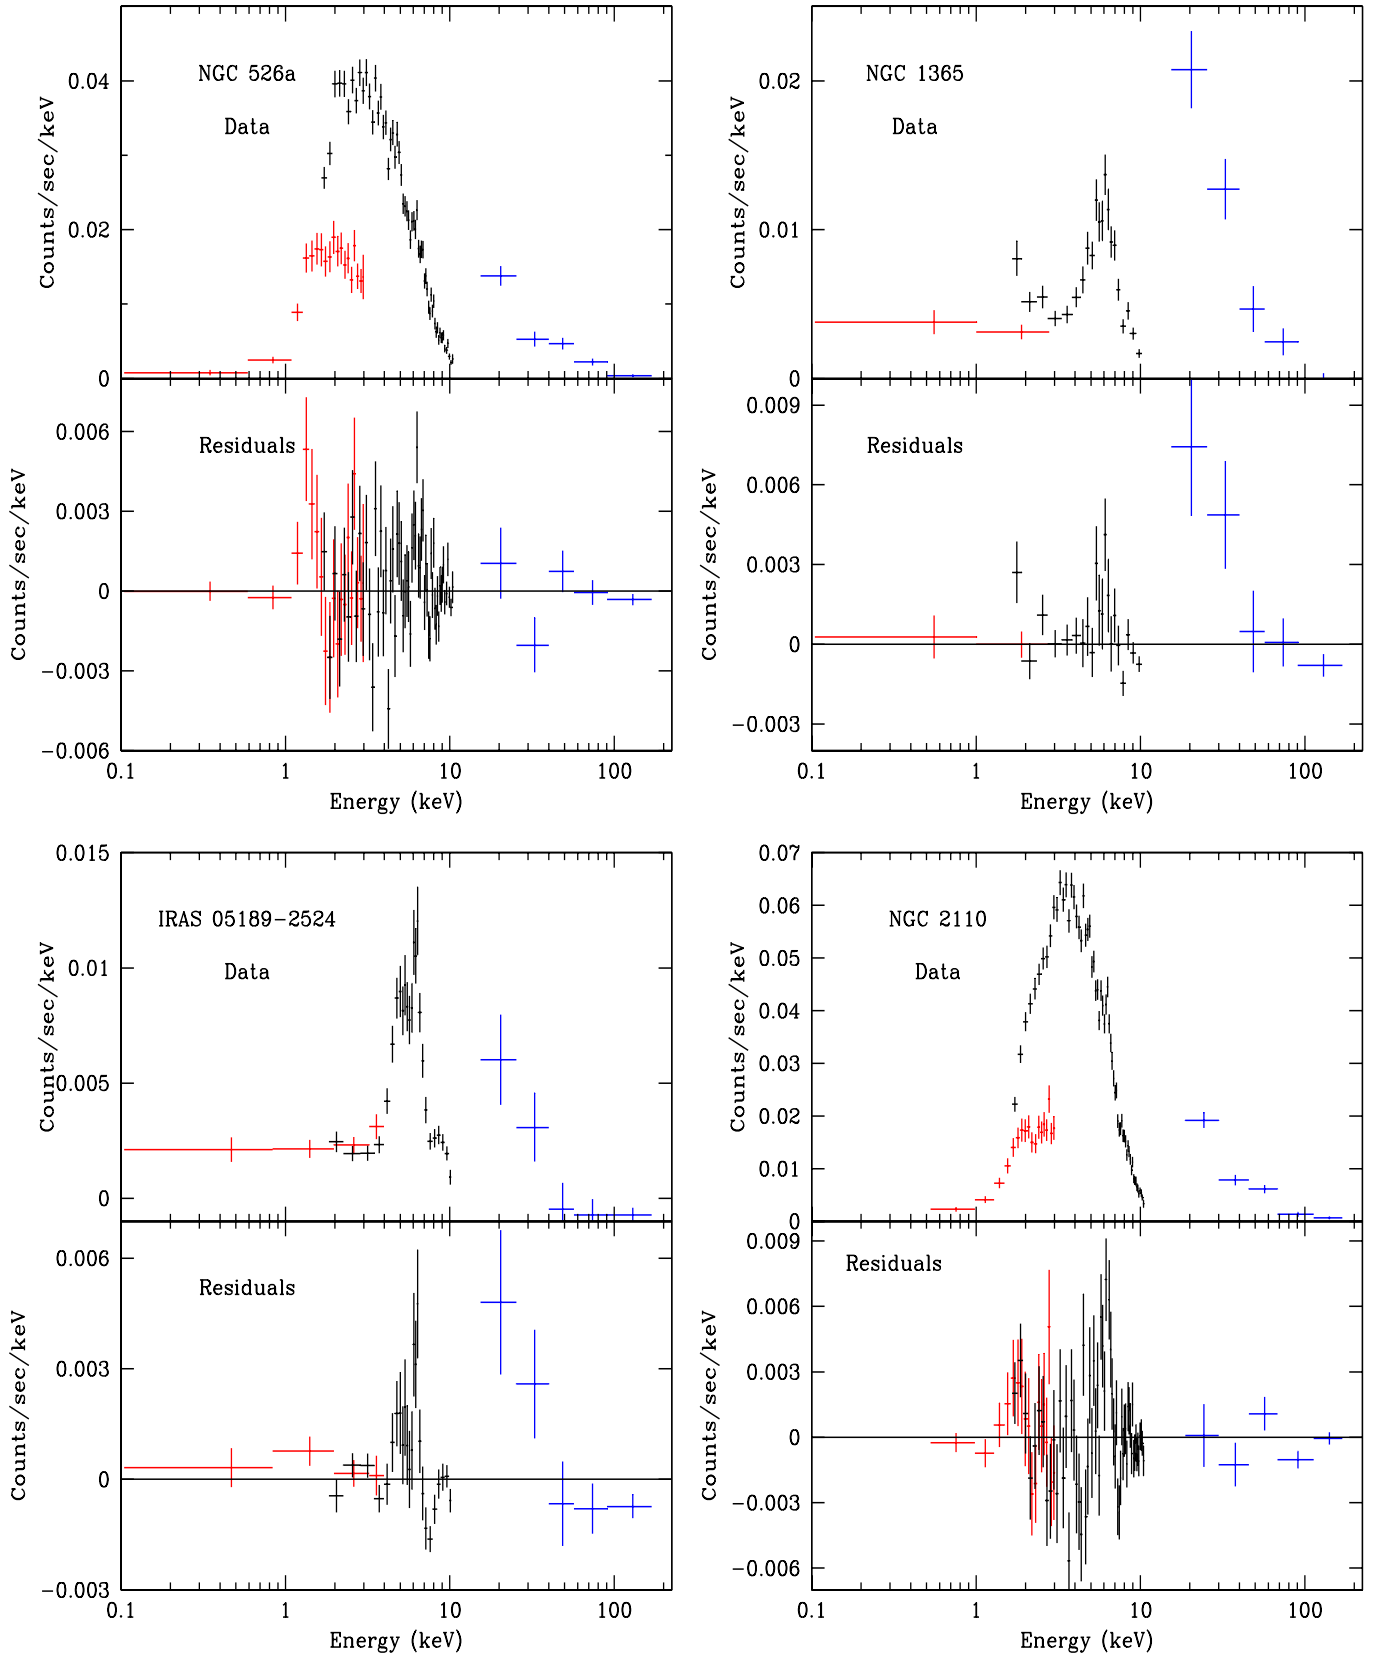 NGC 526a
Data
Counts/sec/keV
0.04
0.02
0
Residuals
Counts/sec/keV
0.006
0.003
0
-0.003
-0.006
0.1 1 10 100
Energy (keV)
NGC 1365
Data
Counts/sec/keV
0.02
0.01
0
Residuals
Counts/sec/keV
0.009
0.006
0.003
0
-0.003
0.1 1 10 100
Energy (keV)
IRAS 05189-2524
Data
Counts/sec/keV
0.015
0.01
0.005
0
Residuals
Counts/sec/keV
0.006
0.003
0
-0.003
0.1 1 10 100
Energy (keV)
NGC 2110
Data
Counts/sec/keV
0.07
0.06
0.05
0.04
0.03
0.02
0.01
0
Residuals
Counts/sec/keV
0.009
0.006
0.003
0
-0.003
-0.006
0.1 1 10 100
Energy (keV)